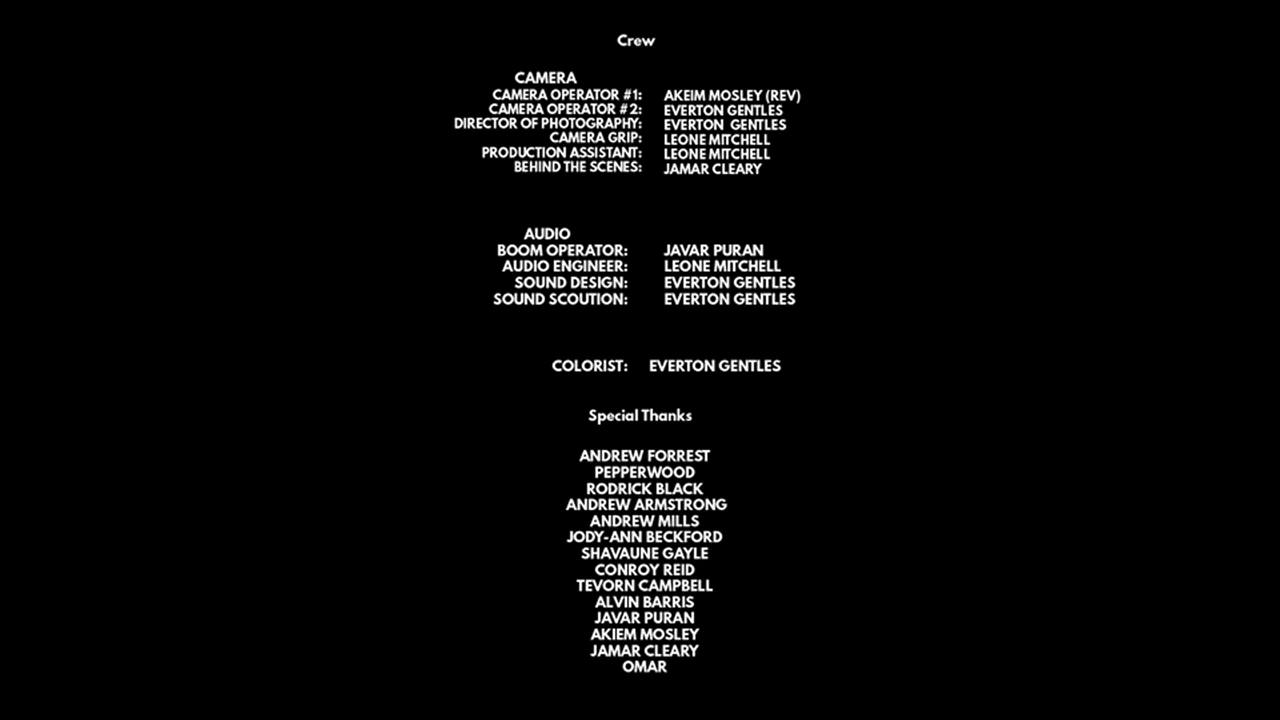 Crew
CAMERA
CAMERA OPERATOR #1: AKEIM MOSLEY (REV)
CAMERA OPERATOR #2: EVERTON GENTLES
DIRECTOR OF PHOTOGRAPHY: EVERTON GENTLES
CAMERA GRIP: LEONE MITCHELL
PRODUCTION ASSISTANT: LEONE MITCHELL
BEHIND THE SCENES: JAMAR CLEARY
AUDIO
BOOM OPERATOR: JAVAR PURAN
AUDIO ENGINEER: LEONE MITCHELL
SOUND DESIGN: EVERTON GENTLES
SOUND SCOUTION: EVERTON GENTLES
COLORIST: EVERTON GENTLES
Special Thanks
ANDREW FORREST
PEPPERWOOD
RODRICK BLACK
ANDREW ARMSTRONG
ANDREW MILLS
JODY-ANN BECKFORD
SHAVAUNE GAYLE
CONROY REID
TEVORN CAMPBELL
ALVIN BARRIS
JAVAR PURAN
AKIEM MOSLEY
JAMAR CLEARY
OMAR